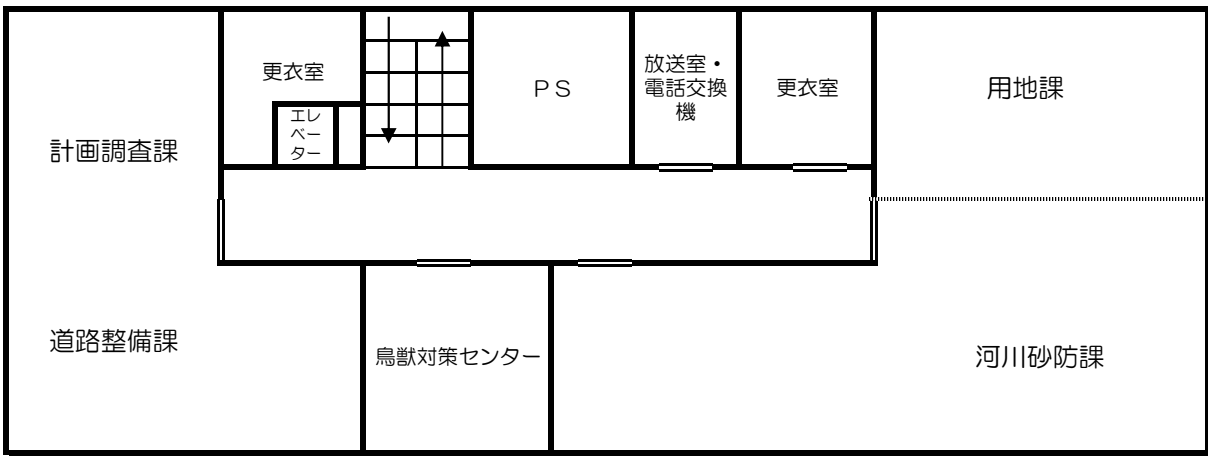 更衣室
エレ
ベー
ター
計画調査課
ＰＳ
放送室・
電話交換
機
更衣室
用地課
道路整備課
鳥獣対策センター
河川砂防課